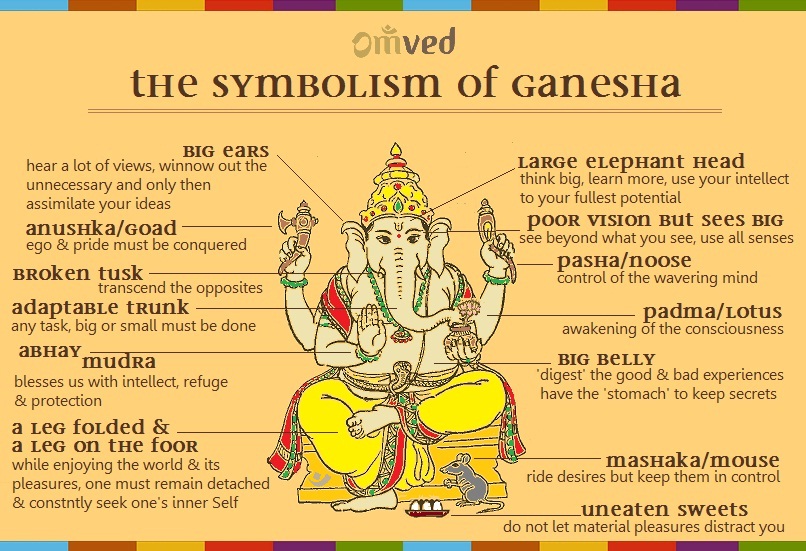 omved
the symbolism of Ganesha
Big ears
hear a lot of views, winnow out the
unnecessary and only then
assimilate your ideas
anushka/goad
ego & pride must be conquered
Broken tusk
transcend the opposites
adaptable trunk
any task, big or small must be done
abhay
mudra
blesses us with intellect, refuge
& protection
a leg folded &
a leg on the foor
while enjoying the world & its
pleasures, one must remain detached
& constntly seek one's inner Self
Large elephant head
think big, learn more, use your intellect
to your fullest potential
poor vision but sees big
see beyond what you see, use all senses
pasha/noose
control of the wavering mind
padma/lotus
awakening of the consciousness
Big belly
'digest' the good & bad experiences
have the 'stomach' to keep secrets
mashaka/mouse
ride desires but keep them in control
uneaten sweets
do not let material pleasures distract you